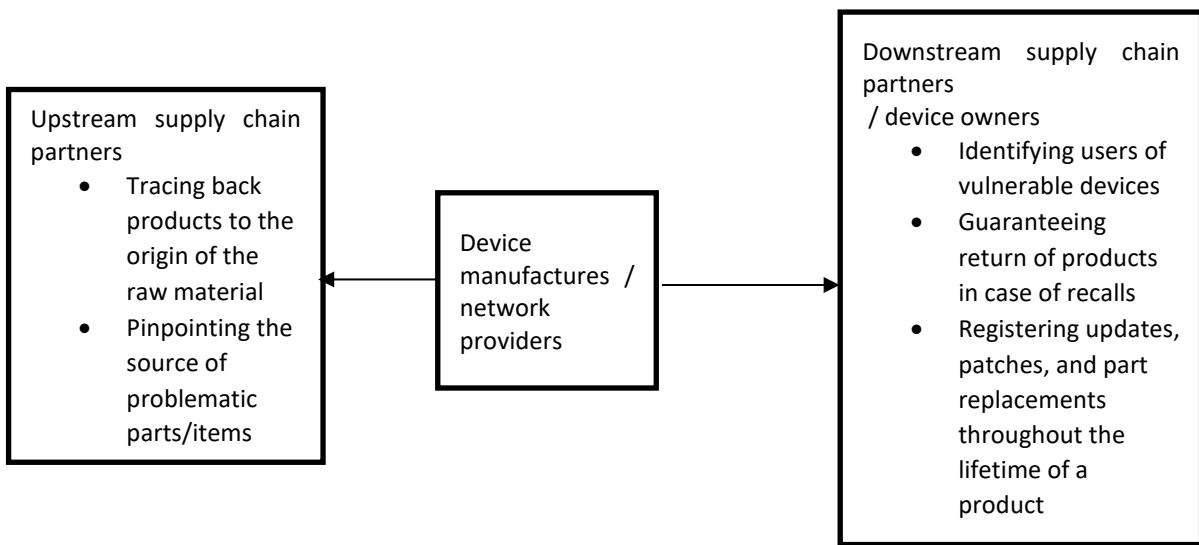 Upstream supply chain
partners
• Tracing back
products to the
origin of the
raw material
• Pinpointing the
source of
problematic
parts/items
Device
manufactures /
network
providers
Downstream supply chain
partners
/ device owners
• Identifying users of
vulnerable devices
• Guaranteeing
return of products
in case of recalls
• Registering updates,
patches, and part
replacements
throughout the
lifetime of a
product